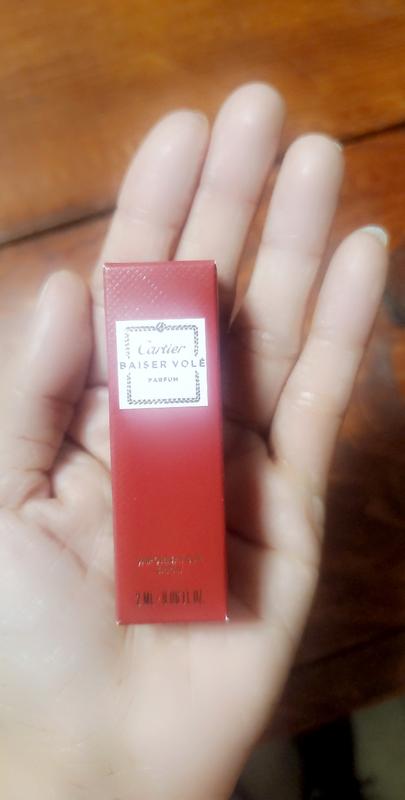 Cartier
BAISER VOLÉ
PARFUM
2 ML - 0.06 FL.OZ.